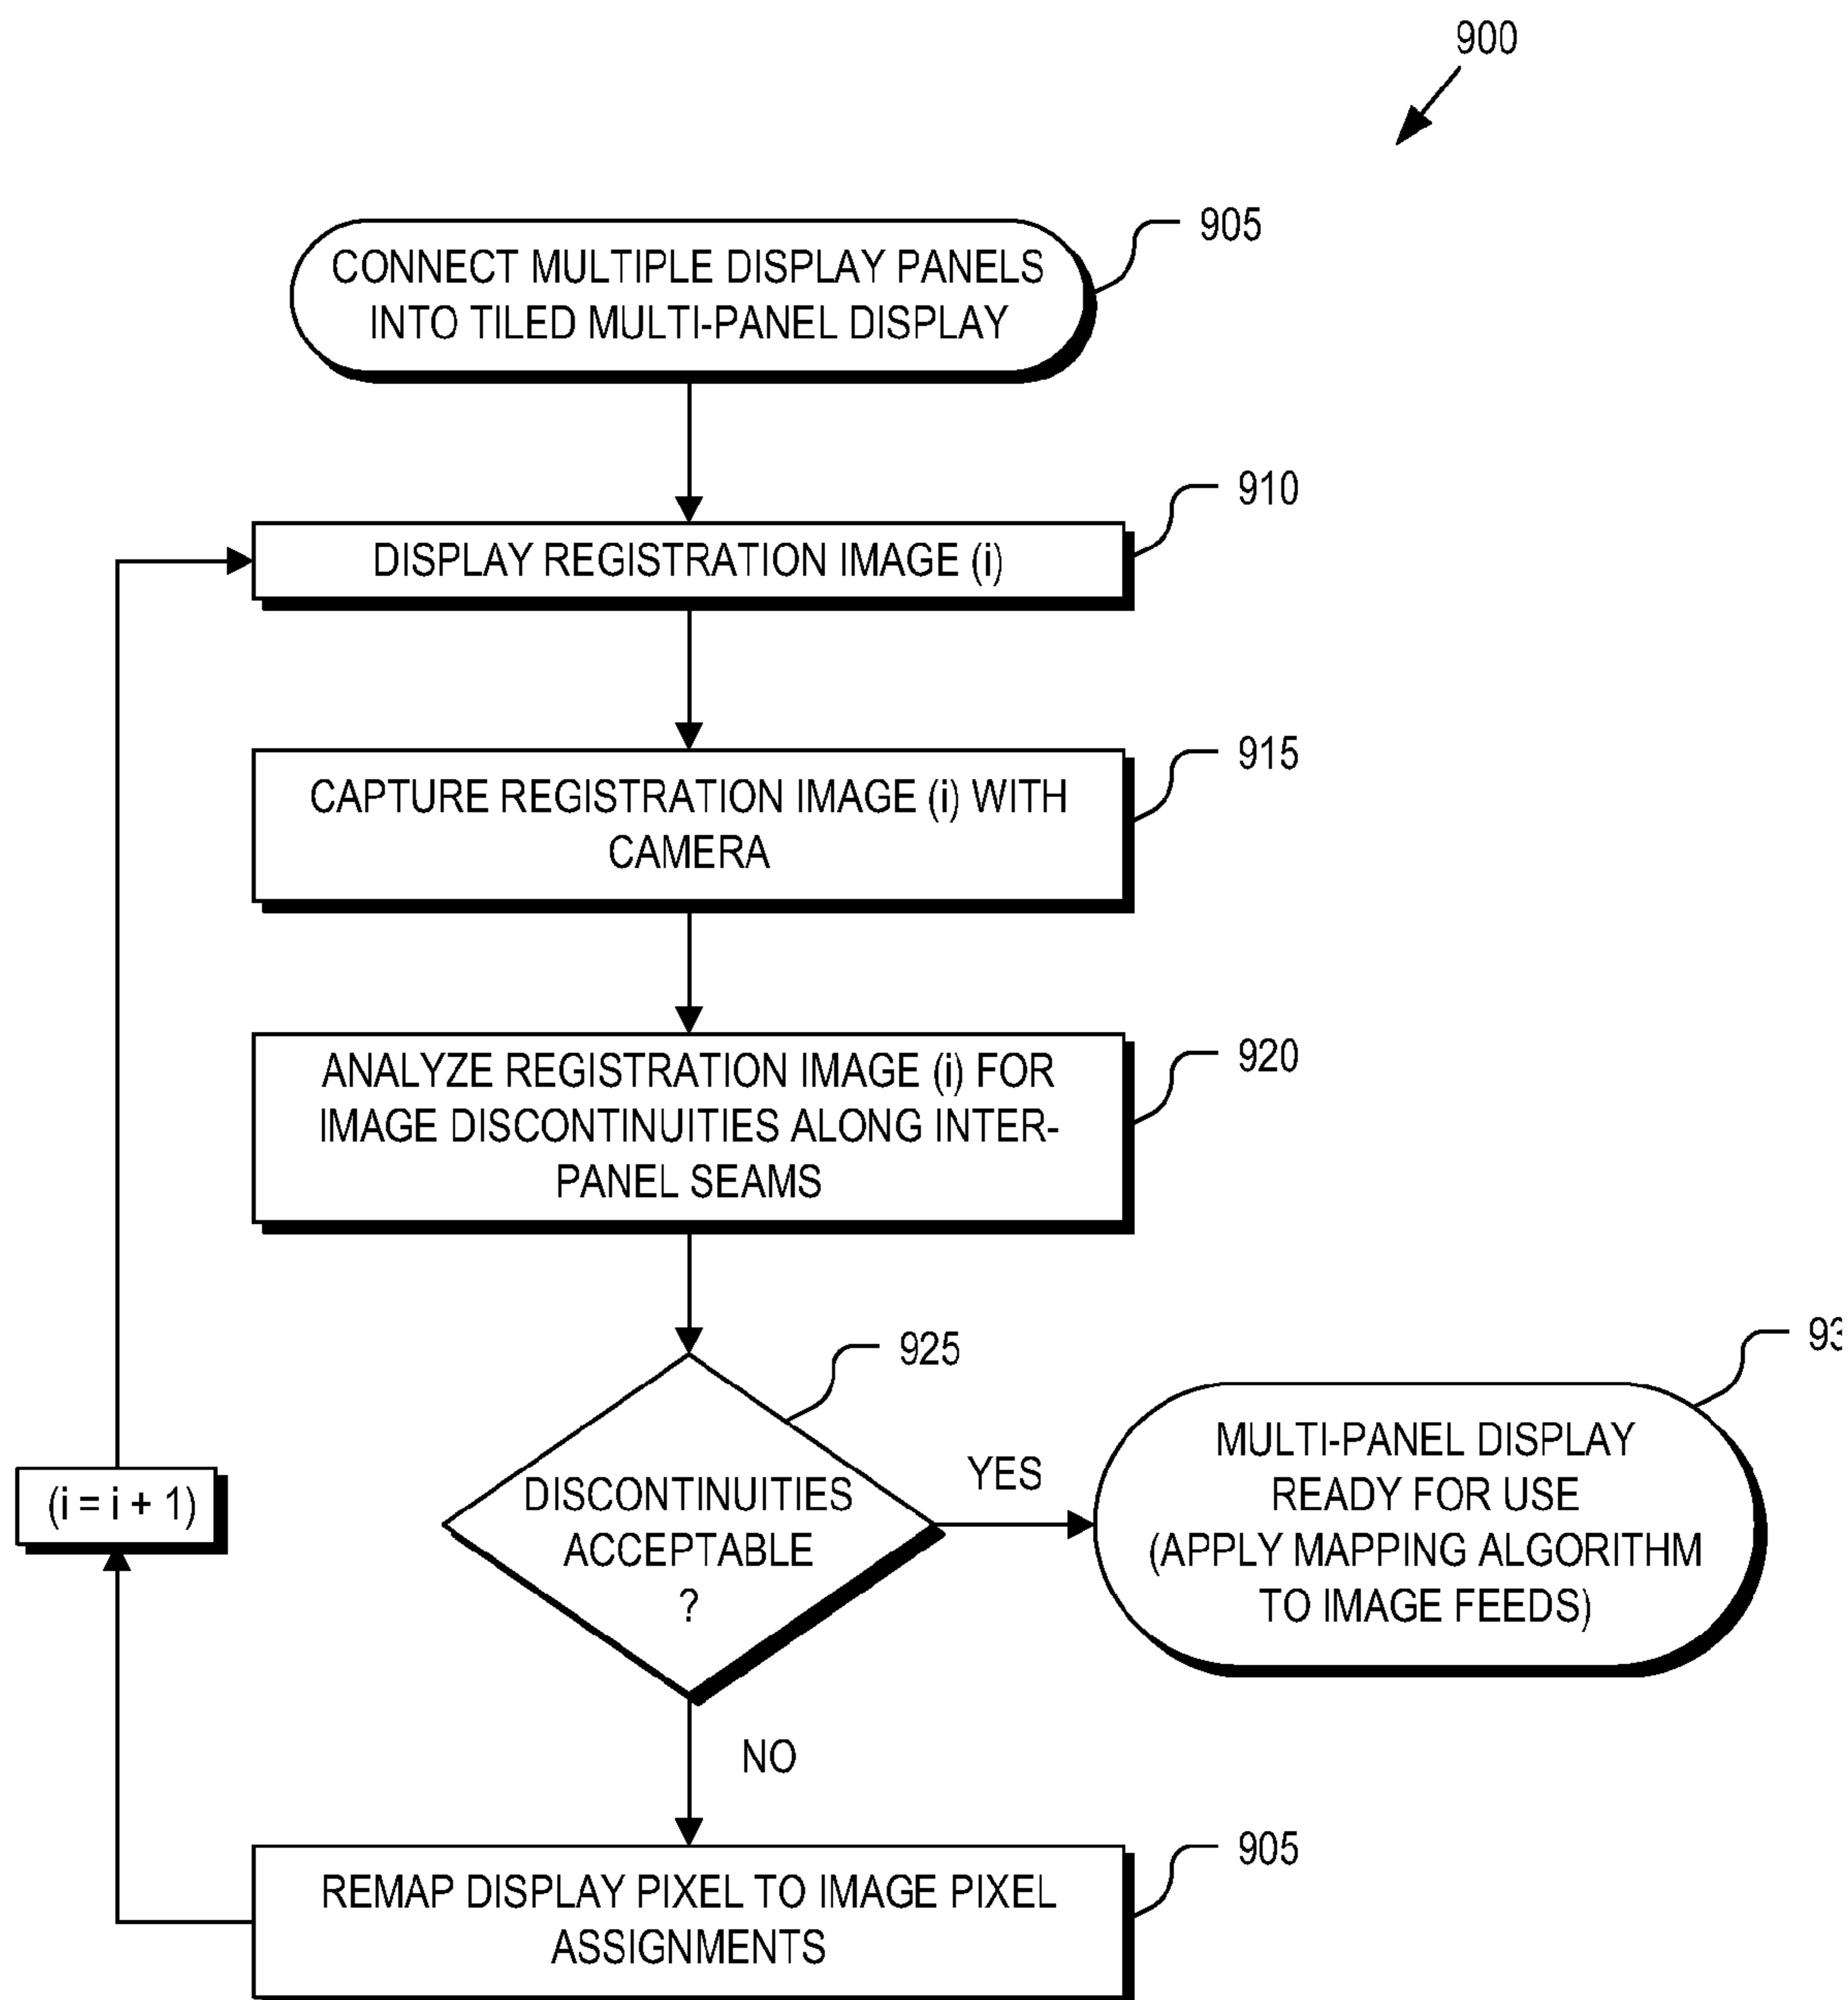 900
CONNECT MULTIPLE DISPLAY PANELS
INTO TILED MULTI-PANEL DISPLAY
905
DISPLAY REGISTRATION IMAGE (i)
910
CAPTURE REGISTRATION IMAGE (i) WITH
CAMERA
915
ANALYZE REGISTRATION IMAGE (i) FOR
IMAGE DISCONTINUITIES ALONG INTER-
PANEL SEAMS
920
DISCONTINUITIES
ACCEPTABLE
?
925
YES
MULTI-PANEL DISPLAY
READY FOR USE
(APPLY MAPPING ALGORITHM
TO IMAGE FEEDS)
NO
REMAP DISPLAY PIXEL TO IMAGE PIXEL
ASSIGNMENTS
905
(i = i + 1)